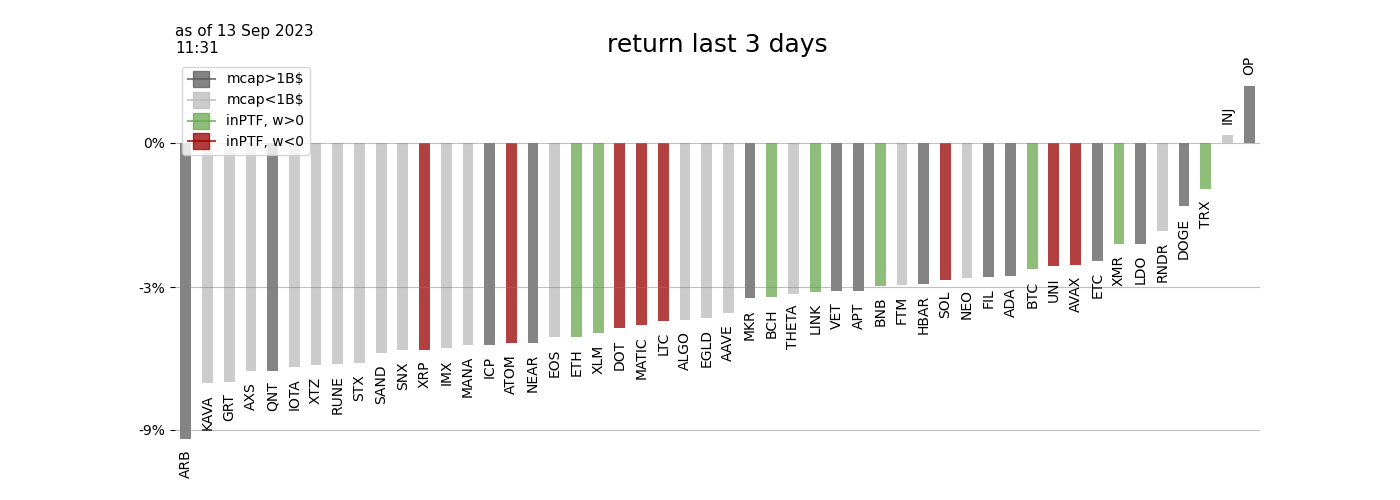 as of 13 Sep 2023
11:31
return last 3 days
mcap>1B$
mcap<1B$
inPTF, w>0
inPTF, w<0
0%
-3%
-9%
ARB
KAVA
GRT
AXS
QNT
IOTA
XTZ
RUNE
STX
SAND
SNX
XRP
IMX
MANA
ICP
ATOM
NEAR
EOS
ETH
XLM
DOT
MATIC
LTC
ALGO
EGLD
AAVE
MKR
BCH
THETA
LINK
VET
APT
BNB
FTM
HBAR
SOL
NEO
FIL
ADA
BTC
UNI
AVAX
ETC
XMR
LDO
RNDR
DOGE
TRX
INJ
OP